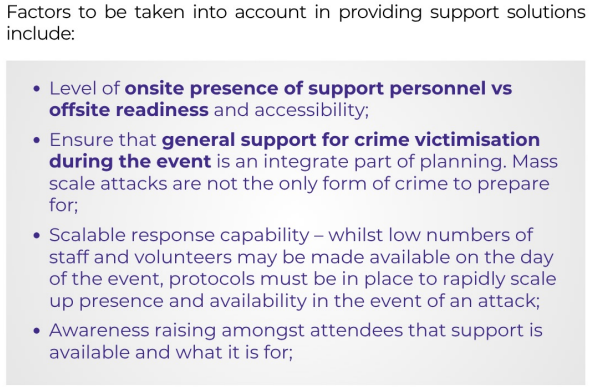 Factors to be taken into account in providing support solutions
include:
• Level of onsite presence of support personnel vs
offsite readiness and accessibility;
• Ensure that general support for crime victimisation
during the event is an integrate part of planning. Mass
scale attacks are not the only form of crime to prepare
for;
• Scalable response capability – whilst low numbers of
staff and volunteers may be made available on the day
of the event, protocols must be in place to rapidly scale
up presence and availability in the event of an attack;
• Awareness raising amongst attendees that support is
available and what it is for;